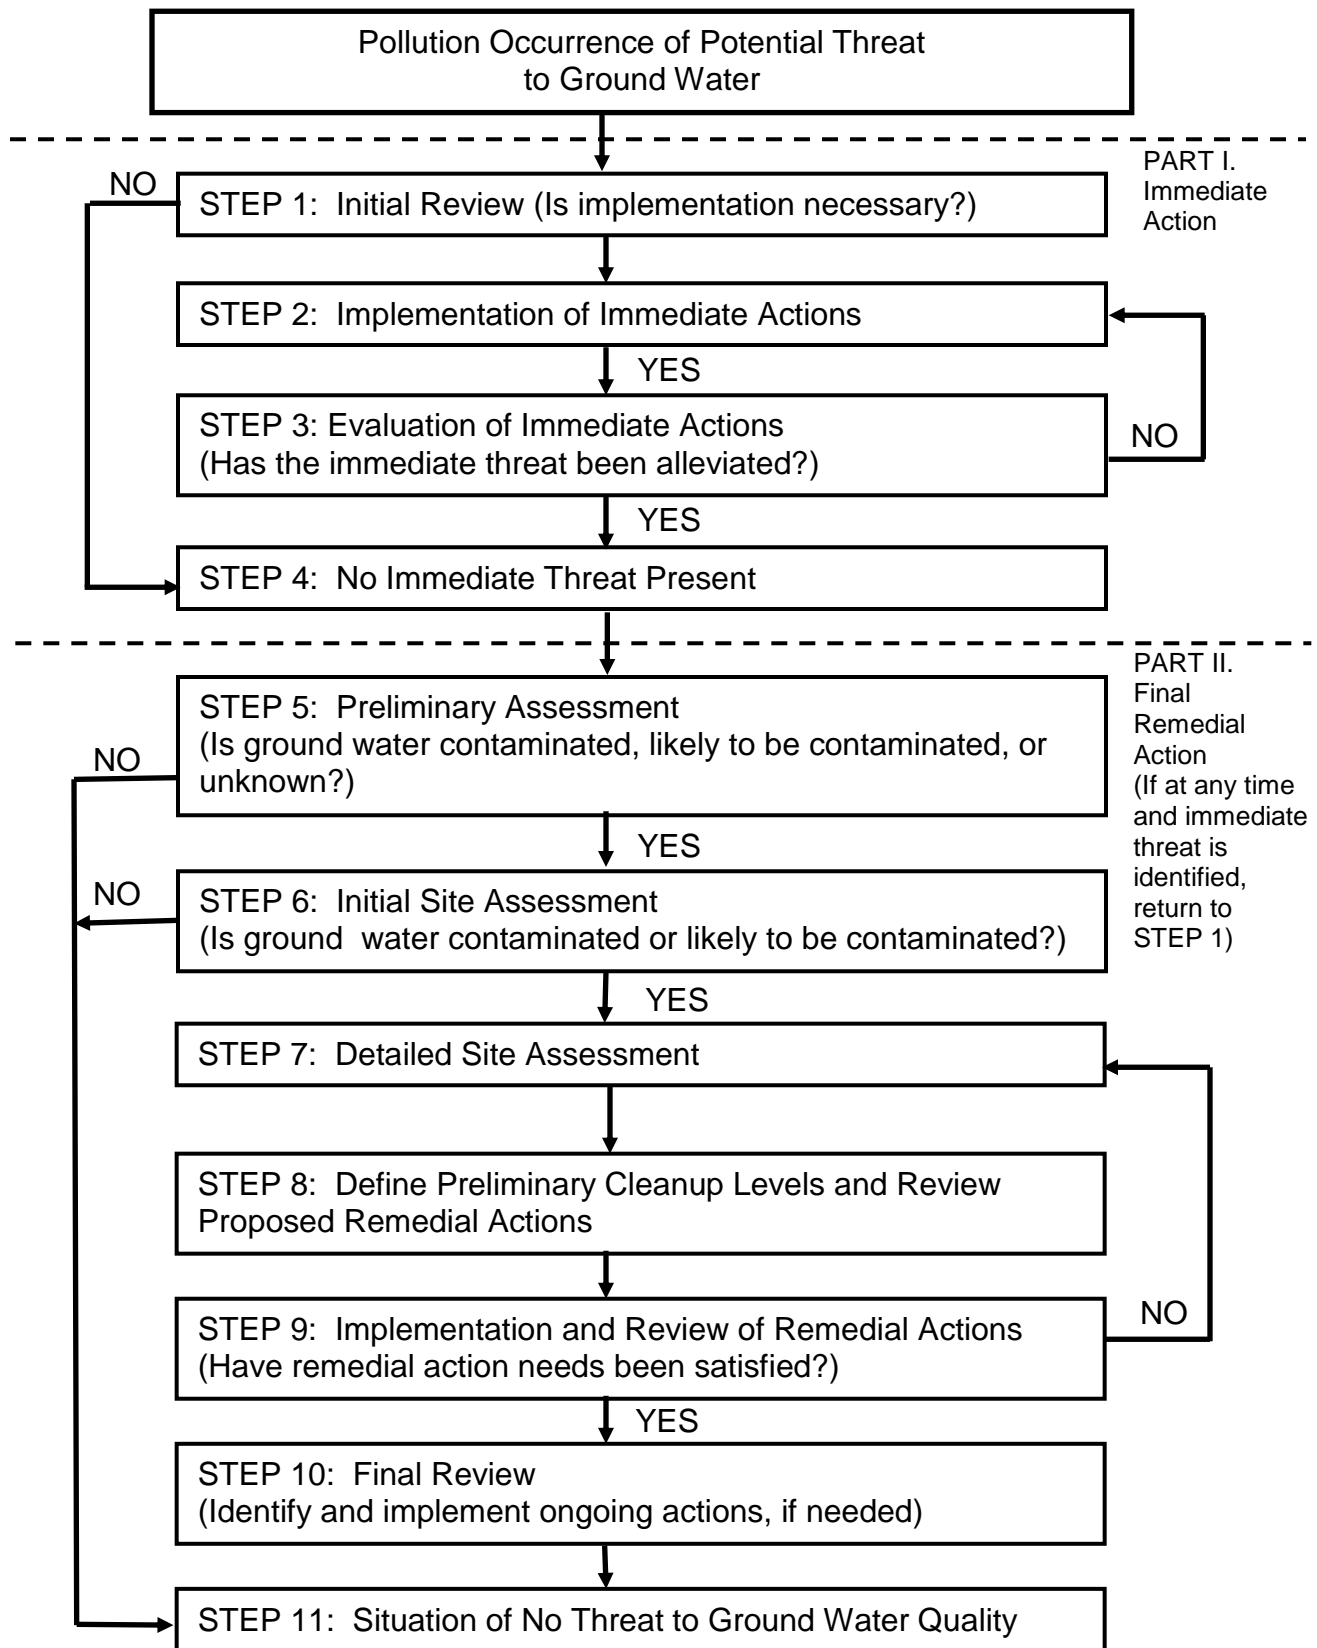 Pollution Occurrence of Potential Threat
to Ground Water
PART I.
Immediate
Action
NO
STEP 1:  Initial Review (Is implementation necessary?)
STEP 2:  Implementation of Immediate Actions
YES
STEP 3: Evaluation of Immediate Actions
(Has the immediate threat been alleviated?)
NO
YES
STEP 4:  No Immediate Threat Present
PART II.
Final
Remedial
Action
(If at any time
and immediate
threat is
identified,
return to
STEP 1)
STEP 5:  Preliminary Assessment
(Is ground water contaminated, likely to be contaminated, or
unknown?)
NO
YES
NO
STEP 6:  Initial Site Assessment
(Is ground  water contaminated or likely to be contaminated?)
YES
STEP 7:  Detailed Site Assessment
STEP 8:  Define Preliminary Cleanup Levels and Review
Proposed Remedial Actions
STEP 9:  Implementation and Review of Remedial Actions
(Have remedial action needs been satisfied?)
NO
YES
STEP 10:  Final Review
(Identify and implement ongoing actions, if needed)
STEP 11:  Situation of No Threat to Ground Water Quality